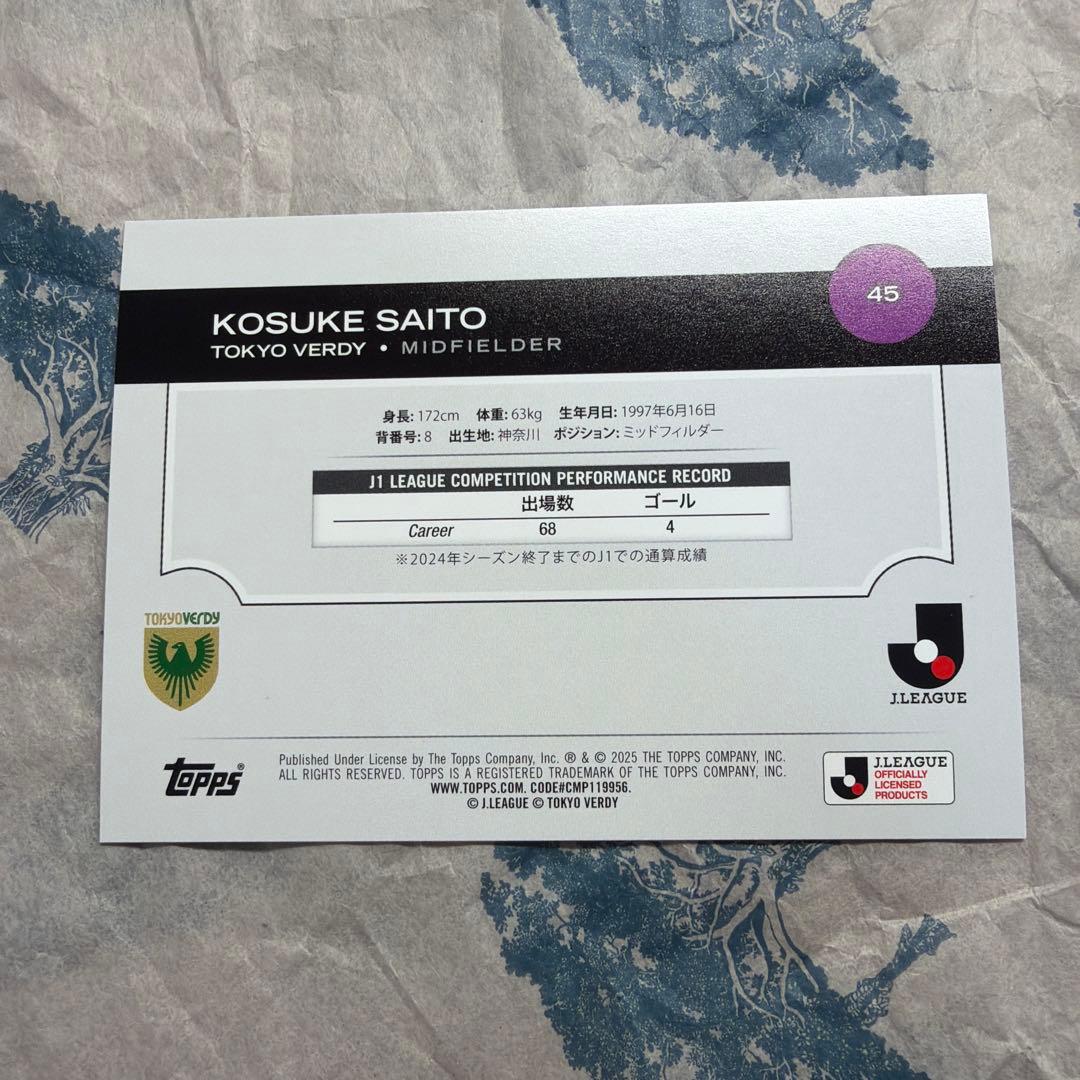 45
KOSUKE SAITO
TOKYO VERDY • MIDFIELDER
身長: 172cm 体重: 63kg 生年月日: 1997年6月16日
背番号: 8 出生地: 神奈川 ポジション: ミッドフィルダー
J1 LEAGUE COMPETITION PERFORMANCE RECORD
出場数 ゴール
Career 68 4
※2024年シーズン終了までのJ1での通算成績
TOKYO VERDY
J.LEAGUE
topps®
Published Under License by The Topps Company, Inc. ® & © 2025 THE TOPPS COMPANY, INC.
ALL RIGHTS RESERVED. TOPPS IS A REGISTERED TRADEMARK OF THE TOPPS COMPANY, INC.
WWW.TOPPS.COM. CODE#CMP119956.
© J.LEAGUE © TOKYO VERDY
J.LEAGUE
OFFICIALLY
LICENSED
PRODUCTS